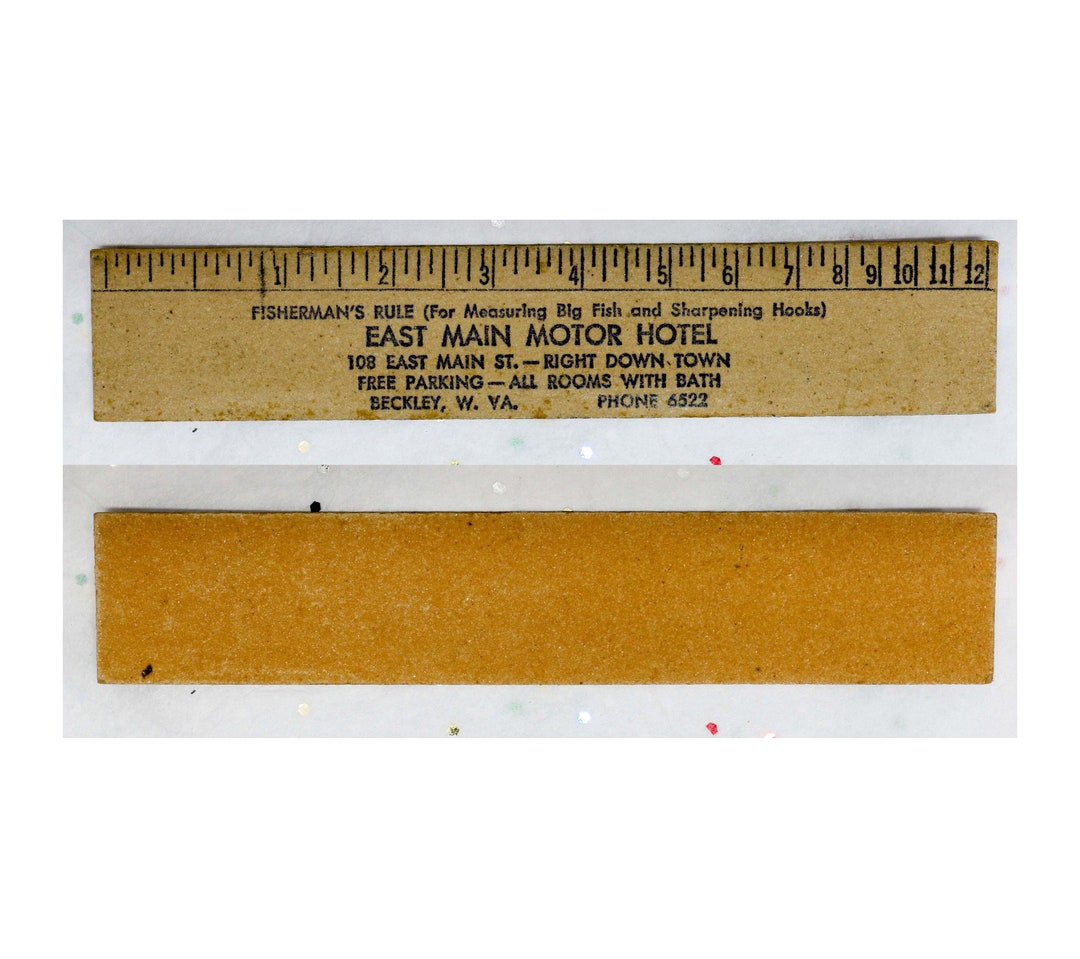 1 2 3 4 5 6 7 8 9 10 11 12
FISHERMAN'S RULE (For Measuring Big Fish and Sharpening Hooks)
EAST MAIN MOTOR HOTEL
108 EAST MAIN ST. — RIGHT DOWN TOWN
FREE PARKING — ALL ROOMS WITH BATH
BECKLEY, W. VA. PHONE 6522